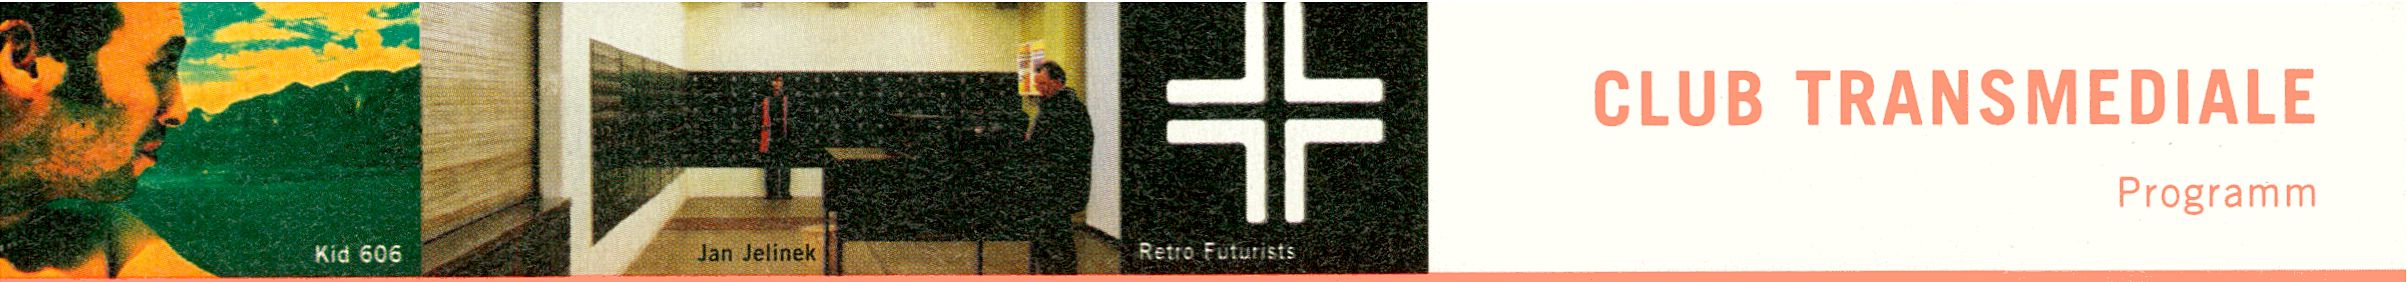 Kid 606
Jan Jelinek
Retro Futurists
CLUB TRANSMEDIALE
Programm